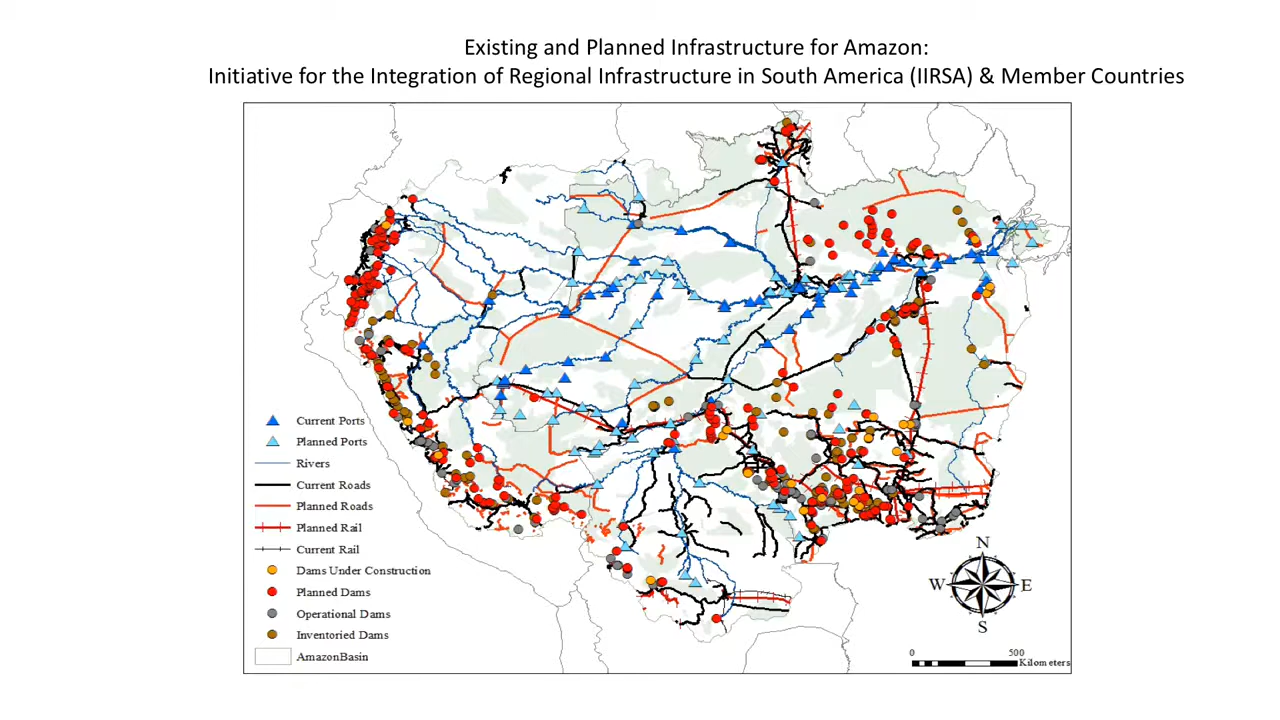 Existing and Planned Infrastructure for Amazon:
Initiative for the Integration of Regional Infrastructure in South America (IIRSA) & Member Countries
Current Ports
Planned Ports
Rivers
Current Roads
Planned Roads
Planned Rail
Current Rail
Dams Under Construction
Planned Dams
Operational Dams
Inventoried Dams
AmazonBasin
N
W E
S
0 500
Kilometers